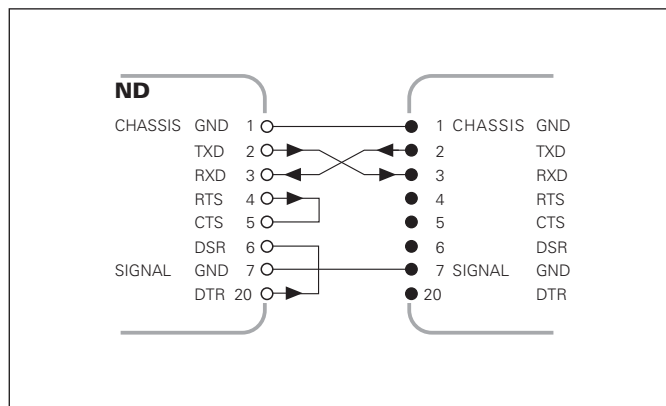 ND
CHASSIS GND 1 1 CHASSIS GND
TXD 2 2 TXD
RXD 3 3 RXD
RTS 4 4 RTS
CTS 5 5 CTS
DSR 6 6 DSR
SIGNAL GND 7 7 SIGNAL GND
DTR 20 20 DTR